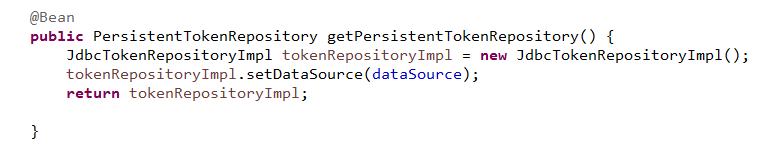 @Bean
public PersistentTokenRepository getPersistentTokenRepository() {
    JdbcTokenRepositoryImpl tokenRepositoryImpl = new JdbcTokenRepositoryImpl();
    tokenRepositoryImpl.setDataSource(dataSource);
    return tokenRepositoryImpl;

}